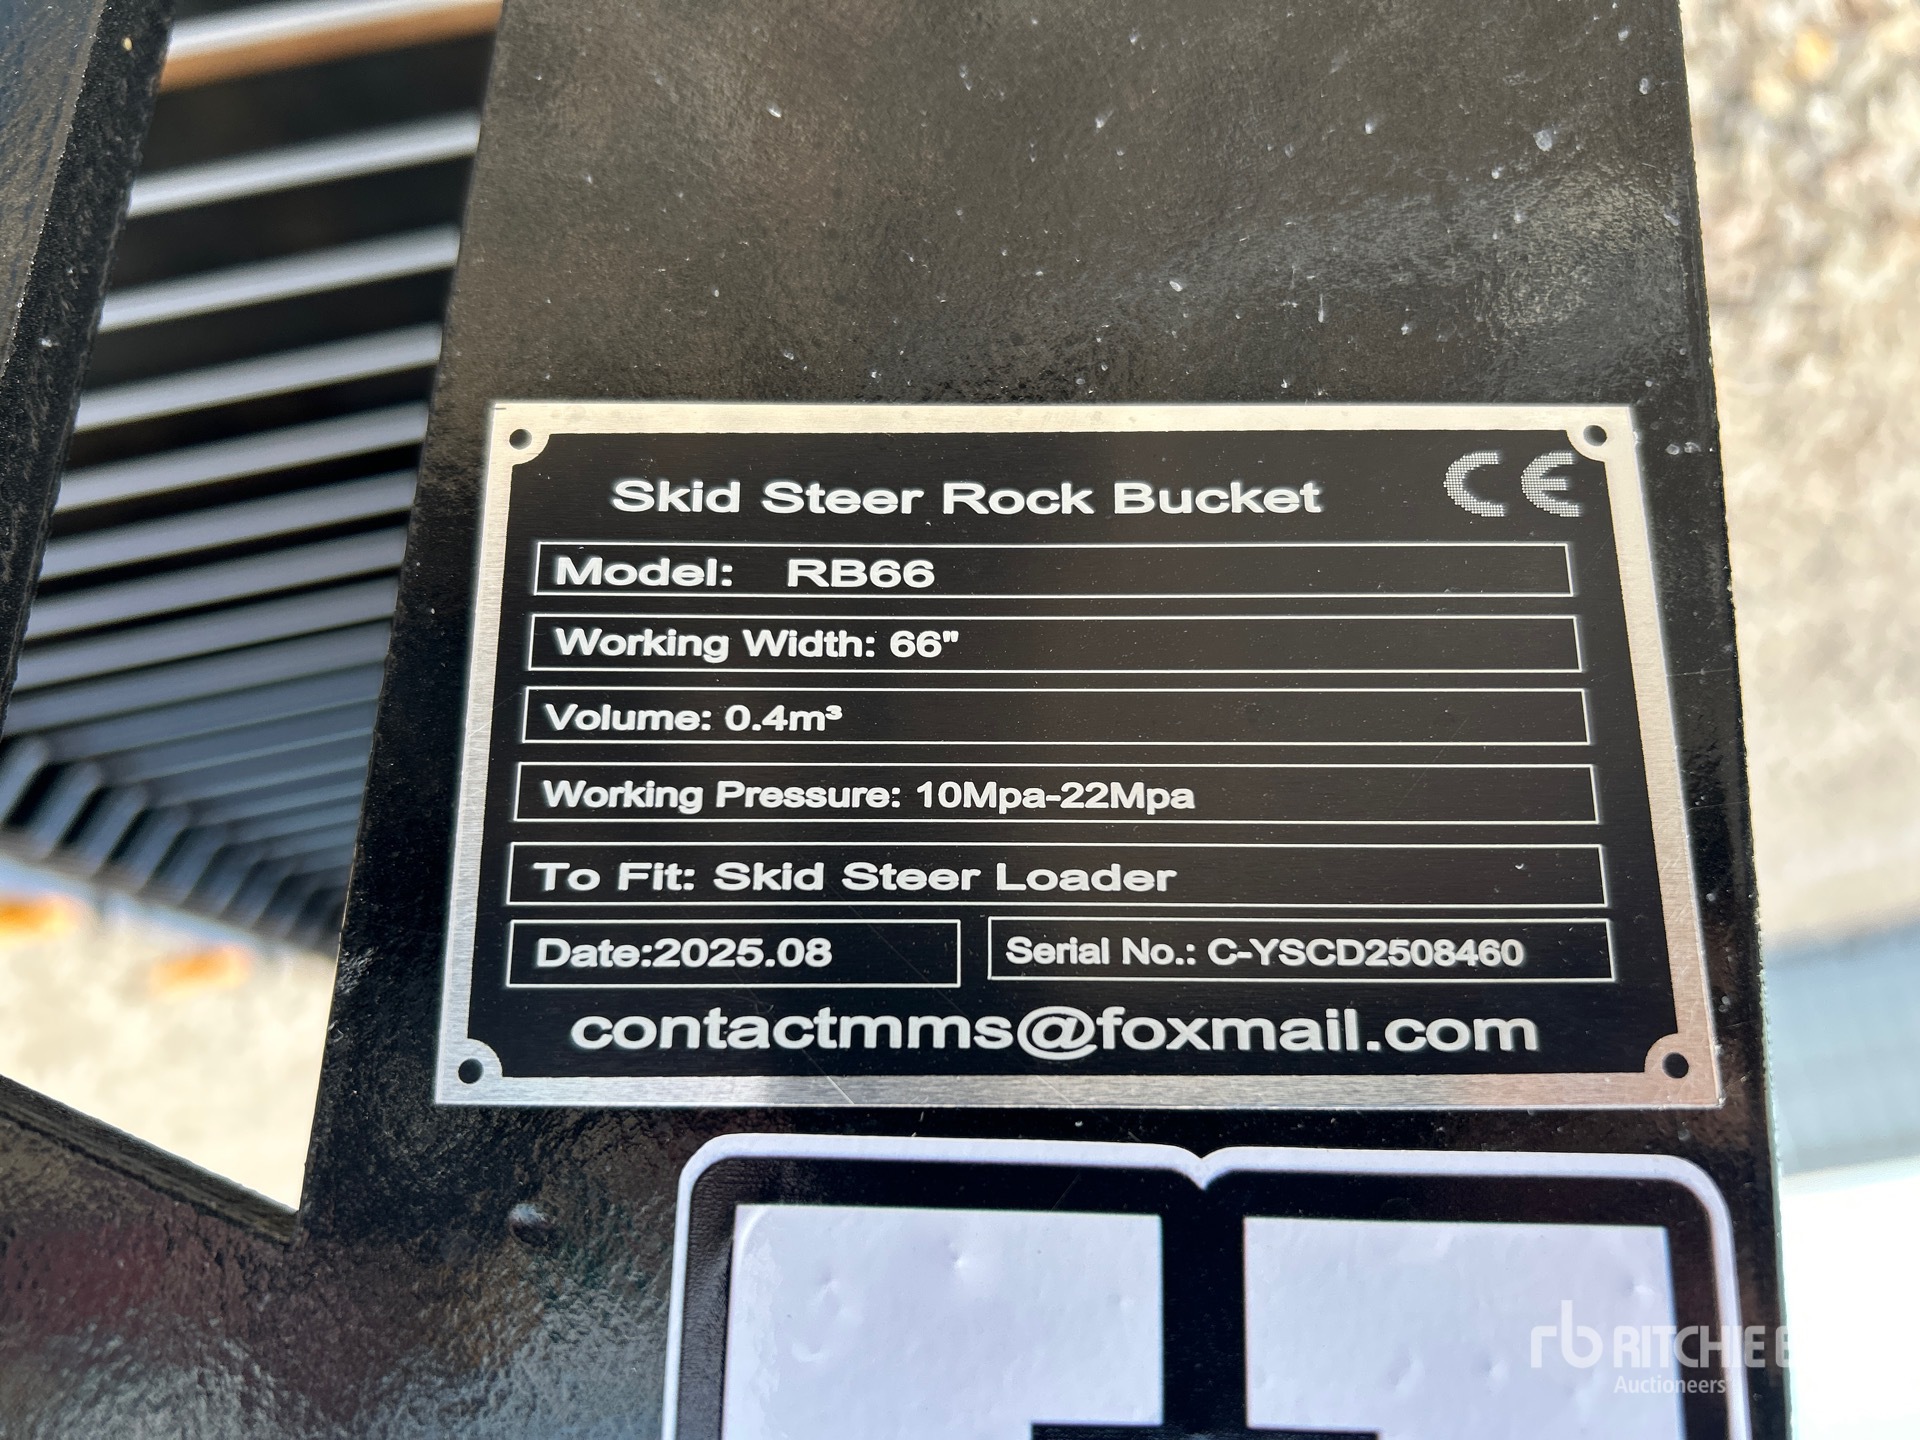 Skid Steer Rock Bucket CE
Model: RB66
Working Width: 66"
Volume: 0.4m³
Working Pressure: 10Mpa-22Mpa
To Fit: Skid Steer Loader
Date:2025.08 Serial No.: C-YSCD2508460
contactmms@foxmail.com
rb RITCHIE
Auctioneers